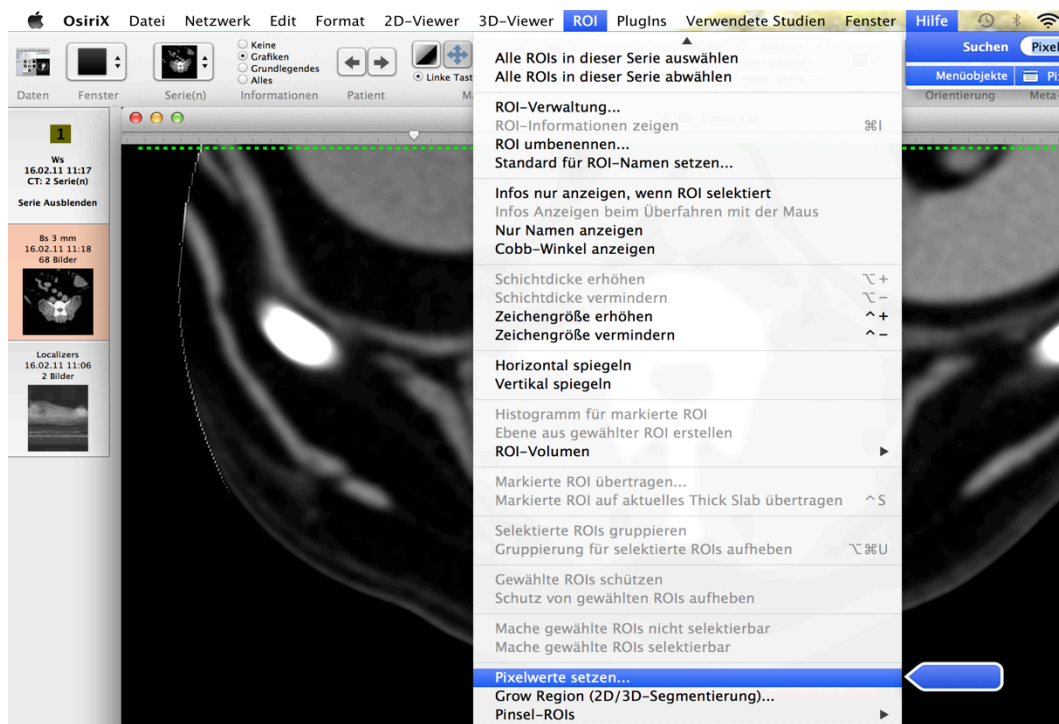 OsiriX Datei Netzwerk Edit Format 2D-Viewer 3D-Viewer ROI PlugIns Verwendete Studien Fenster Hilfe
Suchen Pixel
Menüobjekte Pi
Keine
Grafiken
Grundlegendes
Alles
Linke Tast
Daten Fenster Serie(n) Informationen Patient M Orientierung Meta-
1
Ws
16.02.11 11:17
CT: 2 Serie(n)
Serie Ausblenden
Bs 3 mm
16.02.11 11:18
68 Bilder
Localizers
16.02.11 11:06
2 Bilder
Alle ROIs in dieser Serie auswählen
Alle ROIs in dieser Serie abwählen
ROI-Verwaltung...
ROI-Informationen zeigen ⌘I
ROI umbenennen...
Standard für ROI-Namen setzen...
Infos nur anzeigen, wenn ROI selektiert
Infos Anzeigen beim Überfahren mit der Maus
Nur Namen anzeigen
Cobb-Winkel anzeigen
Schichtdicke erhöhen ⌥+
Schichtdicke vermindern ⌥−
Zeichengröße erhöhen ^+
Zeichengröße vermindern ^−
Horizontal spiegeln
Vertikal spiegeln
Histogramm für markierte ROI
Ebene aus gewählter ROI erstellen
ROI-Volumen
Markierte ROI übertragen...
Markierte ROI auf aktuelles Thick Slab übertragen ^S
Selektierte ROIs gruppieren
Gruppierung für selektierte ROIs aufheben ⌥⌘U
Gewählte ROIs schützen
Schutz von gewählten ROIs aufheben
Mache gewählte ROIs nicht selektierbar
Mache gewählte ROIs selektierbar
Pixelwerte setzen...
Grow Region (2D/3D-Segmentierung)...
Pinsel-ROIs